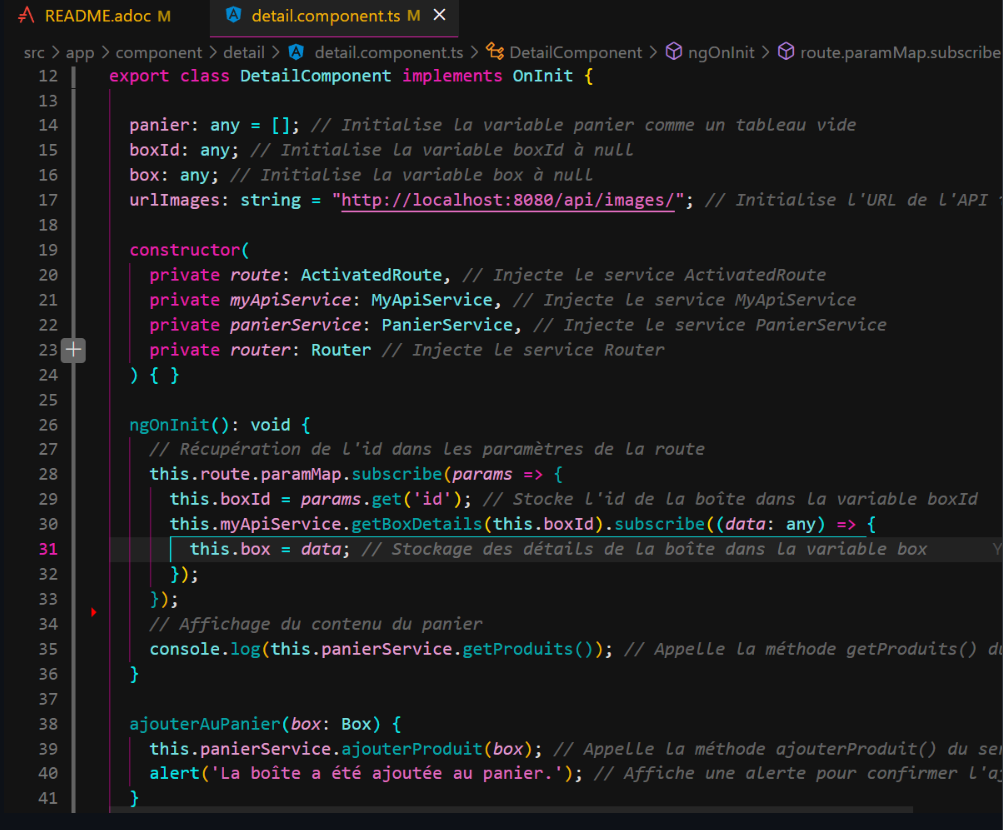 README.adoc M
detail.component.ts M
src > app > component > detail > detail.component.ts > DetailComponent > ngOnInit > route.paramMap.subscribe
12 export class DetailComponent implements OnInit {
13
14 panier: any = []; // Initialise la variable panier comme un tableau vide
15 boxId: any; // Initialise la variable boxId à null
16 box: any; // Initialise la variable box à null
17 urlImages: string = "http://localhost:8080/api/images/"; // Initialise l'URL de l'API
18
19 constructor(
20 private route: ActivatedRoute, // Injecte le service ActivatedRoute
21 private myApiService: MyApiService, // Injecte le service MyApiService
22 private panierService: PanierService, // Injecte le service PanierService
23 private router: Router // Injecte le service Router
24 ) { }
25
26 ngOnInit(): void {
27 // Récupération de l'id dans les paramètres de la route
28 this.route.paramMap.subscribe(params => {
29 this.boxId = params.get('id'); // Stocke l'id de la boîte dans la variable boxId
30 this.myApiService.getBoxDetails(this.boxId).subscribe((data: any) => {
31 this.box = data; // Stockage des détails de la boîte dans la variable box
32 });
33 });
34 // Affichage du contenu du panier
35 console.log(this.panierService.getProduits()); // Appelle la méthode getProduits()
36 }
37
38 ajouterAuPanier(box: Box) {
39 this.panierService.ajouterProduit(box); // Appelle la méthode ajouterProduit() du
40 alert('La boite a été ajoutée au panier.'); // Affiche une alerte pour confirmer
41 }